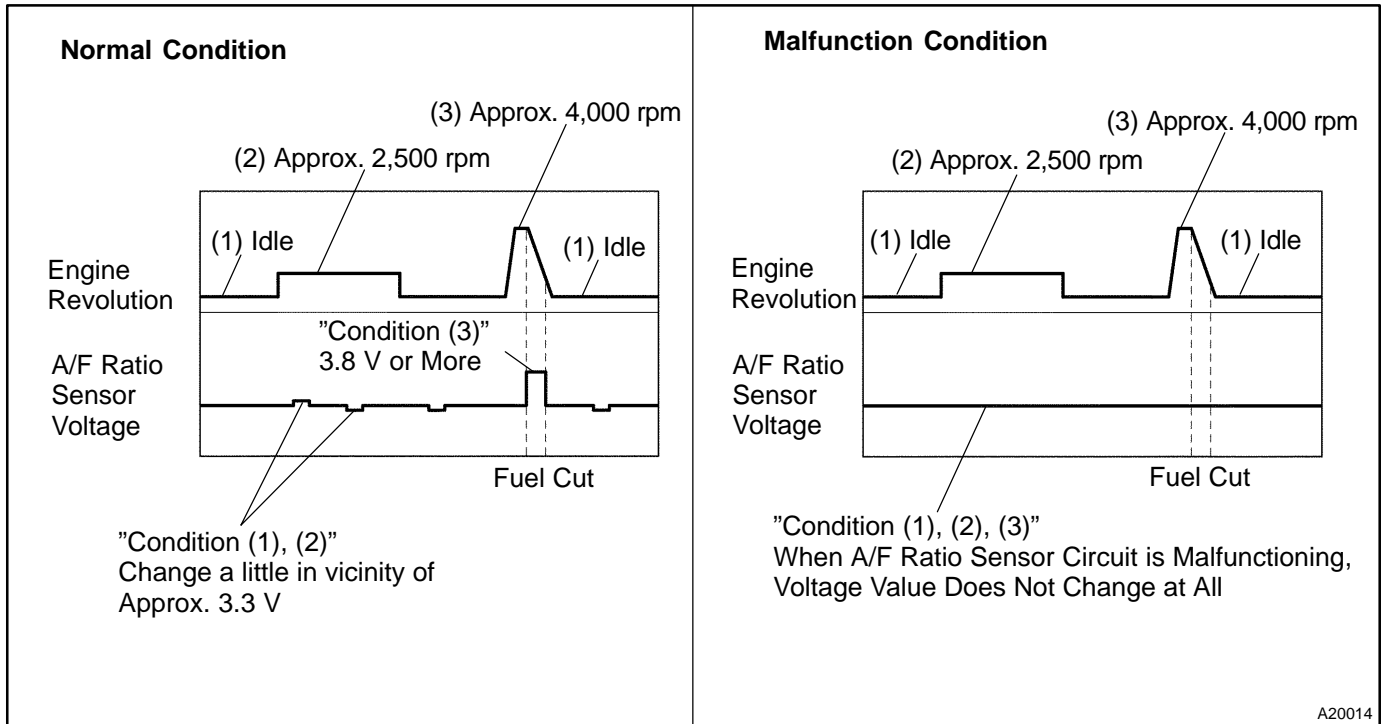 Normal Condition
(3) Approx. 4,000 rpm
(2) Approx. 2,500 rpm
(1) Idle
(1) Idle
Engine
Revolution
”Condition (3)”
3.8 V or More
A/F Ratio
Sensor
Voltage
Fuel Cut
”Condition (1), (2)”
Change a little in vicinity of
Approx. 3.3 V
Malfunction Condition
(3) Approx. 4,000 rpm
(2) Approx. 2,500 rpm
(1) Idle
(1) Idle
Engine
Revolution
A/F Ratio
Sensor
Voltage
Fuel Cut
”Condition (1), (2), (3)”
When A/F Ratio Sensor Circuit is Malfunctioning,
Voltage Value Does Not Change at All
A20014